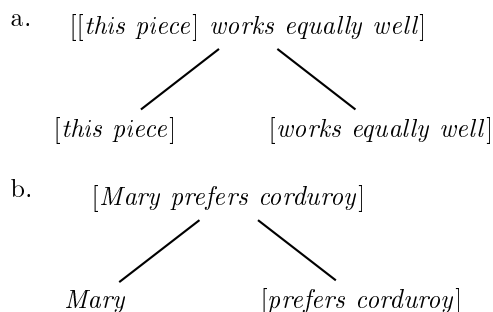 a. [[this piece] works equally well]
[this piece] [works equally well]
b. [Mary prefers corduroy]
Mary [prefers corduroy]